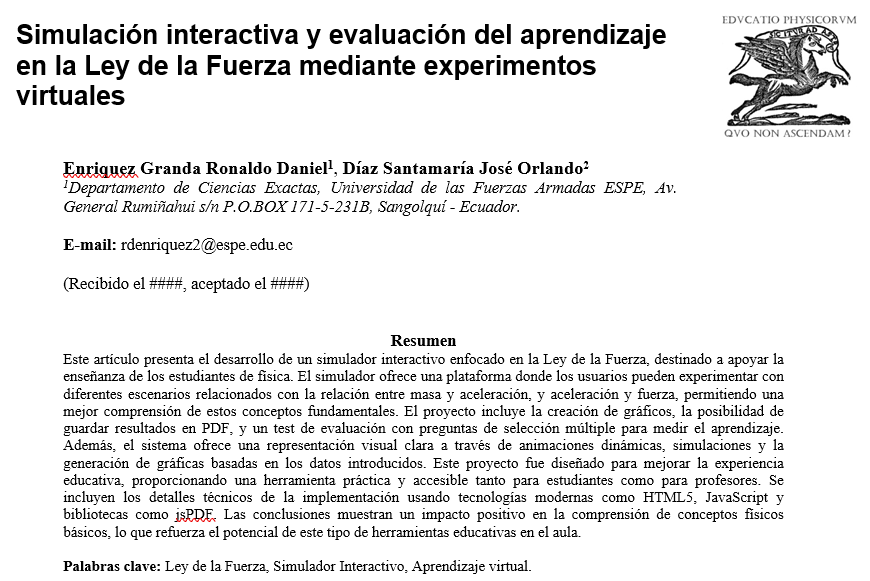 EDVCATIO PHYSICORVM
SIC ITVR AD ASTRA
QVO NON ASCENDAM ?
Simulación interactiva y evaluación del aprendizaje
en la Ley de la Fuerza mediante experimentos
virtuales
Enriquez Granda Ronaldo Daniel¹, Díaz Santamaría José Orlando²
¹Departamento de Ciencias Exactas, Universidad de las Fuerzas Armadas ESPE, Av.
General Rumiñahui s/n P.O.BOX 171-5-231B, Sangolquí - Ecuador.
E-mail: rdenriquez2@espe.edu.ec
(Recibido el ####, aceptado el ####)
Resumen
Este artículo presenta el desarrollo de un simulador interactivo enfocado en la Ley de la Fuerza, destinado a apoyar la
enseñanza de los estudiantes de física. El simulador ofrece una plataforma donde los usuarios pueden experimentar con
diferentes escenarios relacionados con la relación entre masa y aceleración, y aceleración y fuerza, permitiendo una
mejor comprensión de estos conceptos fundamentales. El proyecto incluye la creación de gráficos, la posibilidad de
guardar resultados en PDF, y un test de evaluación con preguntas de selección múltiple para medir el aprendizaje.
Además, el sistema ofrece una representación visual clara a través de animaciones dinámicas, simulaciones y la
generación de gráficas basadas en los datos introducidos. Este proyecto fue diseñado para mejorar la experiencia
educativa, proporcionando una herramienta práctica y accesible tanto para estudiantes como para profesores. Se
incluyen los detalles técnicos de la implementación usando tecnologías modernas como HTML5, JavaScript y
bibliotecas como jsPDF. Las conclusiones muestran un impacto positivo en la comprensión de conceptos físicos
básicos, lo que refuerza el potencial de este tipo de herramientas educativas en el aula.
Palabras clave: Ley de la Fuerza, Simulador Interactivo, Aprendizaje virtual.